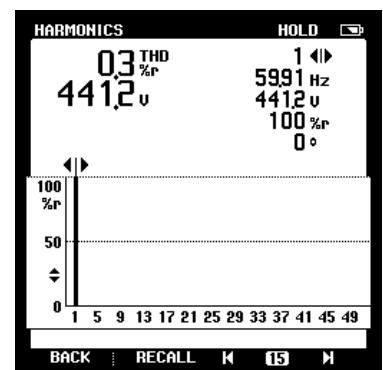 HARMONICS HOLD
0.3 THD %r
441.2 v
1
59.91 Hz
441.2 v
100 %r
0 °
100
%r
50
0
1 5 9 13 17 21 25 29 33 37 41 45 49
BACK RECALL 15